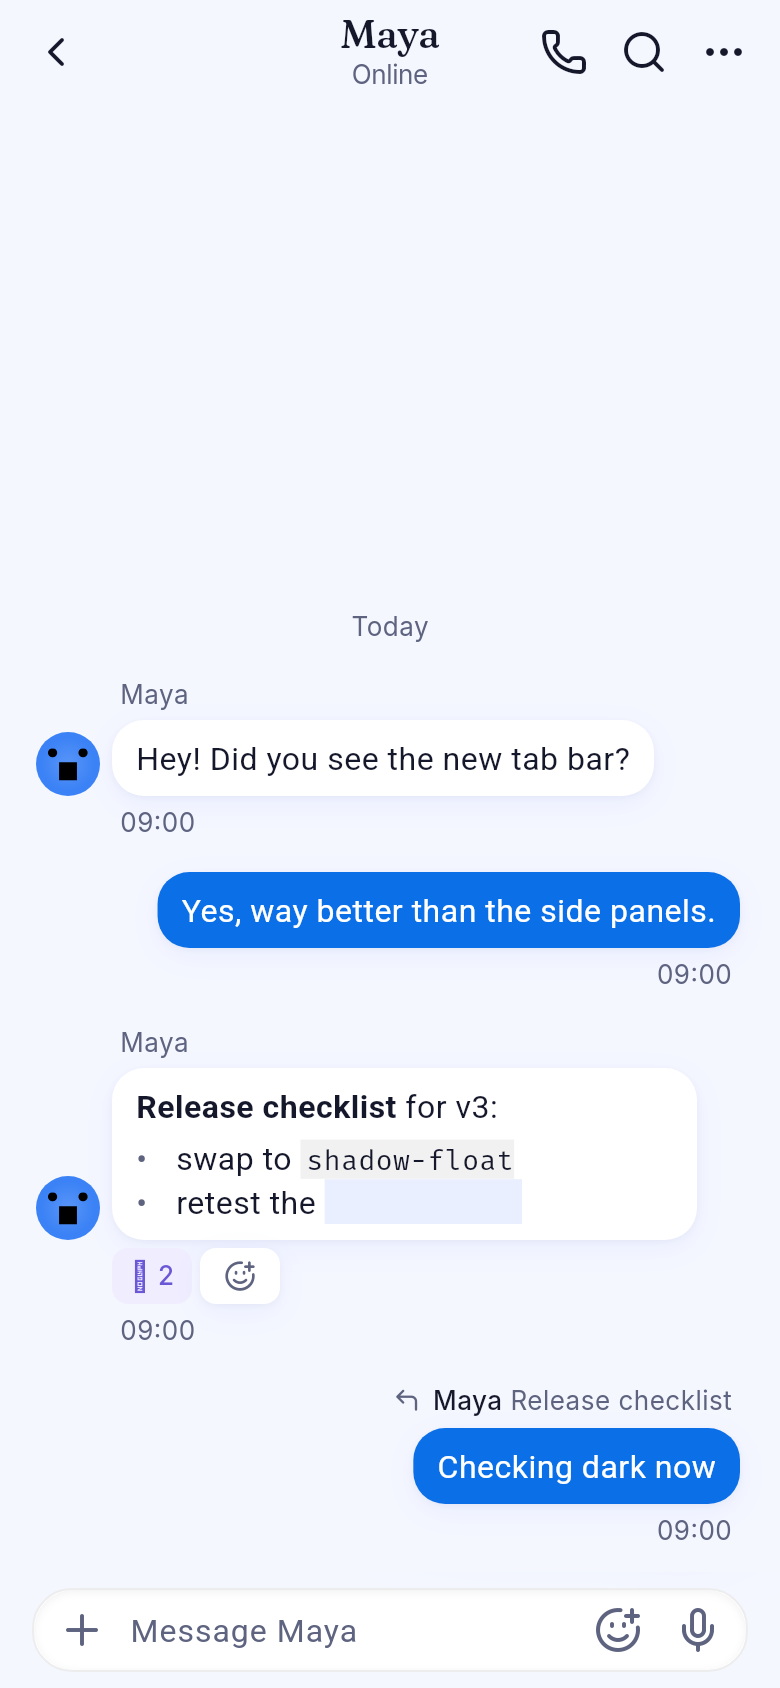 Maya
Online
Today
Maya
Hey! Did you see the new tab bar?
09:00
Yes, way better than the side panels.
09:00
Maya
Release checklist for v3:
• swap to shadow-float
• retest the
2
09:00
Maya Release checklist
Checking dark now
09:00
Message Maya